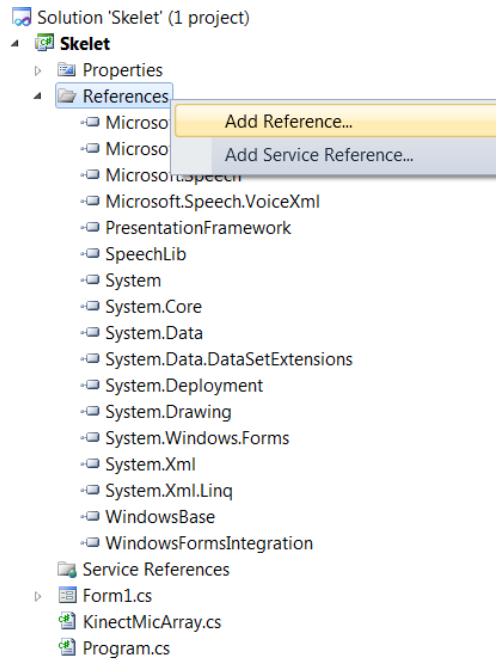 Solution 'Skelet' (1 project)
Skelet
Properties
References
Add Reference...
Add Service Reference...
Microsoft.Speech
Microsoft.Speech.VoiceXml
PresentationFramework
SpeechLib
System
System.Core
System.Data
System.Data.DataSetExtensions
System.Deployment
System.Drawing
System.Windows.Forms
System.Xml
System.Xml.Linq
WindowsBase
WindowsFormsIntegration
Service References
Form1.cs
KinectMicArray.cs
Program.cs